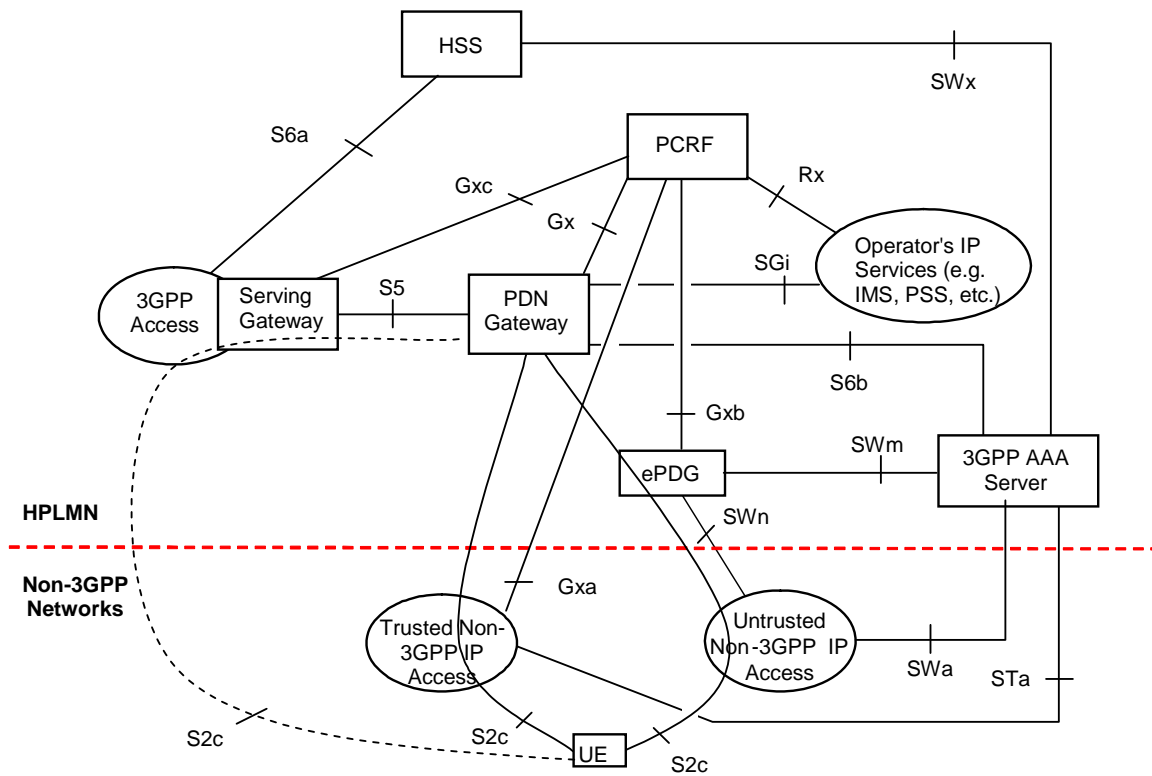 HSS
SWx
S6a
PCRF
Rx
Gxc
Gx
Operator's IP
Services (e.g.
IMS, PSS, etc.)
SGi
3GPP
Access
Serving
Gateway
S5
PDN
Gateway
S6b
Gxb
SWm
3GPP AAA
Server
ePDG
SWn
HPLMN
Non-3GPP
Networks
Gxa
Trusted Non-
3GPP IP
Access
Untrusted
Non-3GPP IP
Access
SWa
STa
S2c
S2c
UE
S2c